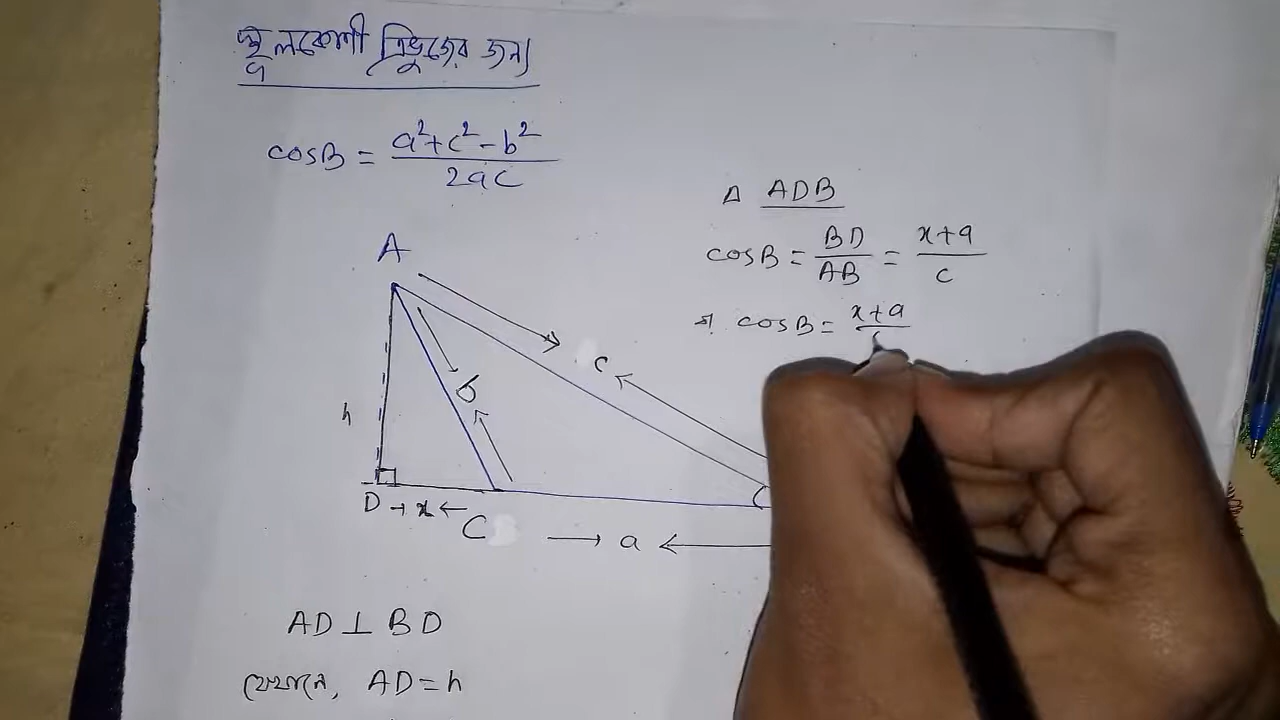 স্থূলকোণী ত্রিভুজের জন্য
cosB = a²+c²-b² / 2ac
Δ ADB
cosB = BD/AB = x+a/c
বা cosB = x+a
A
c
b
h
D → x ←
C
→ a ←
AD ⊥ BD
যেখানে, AD = h